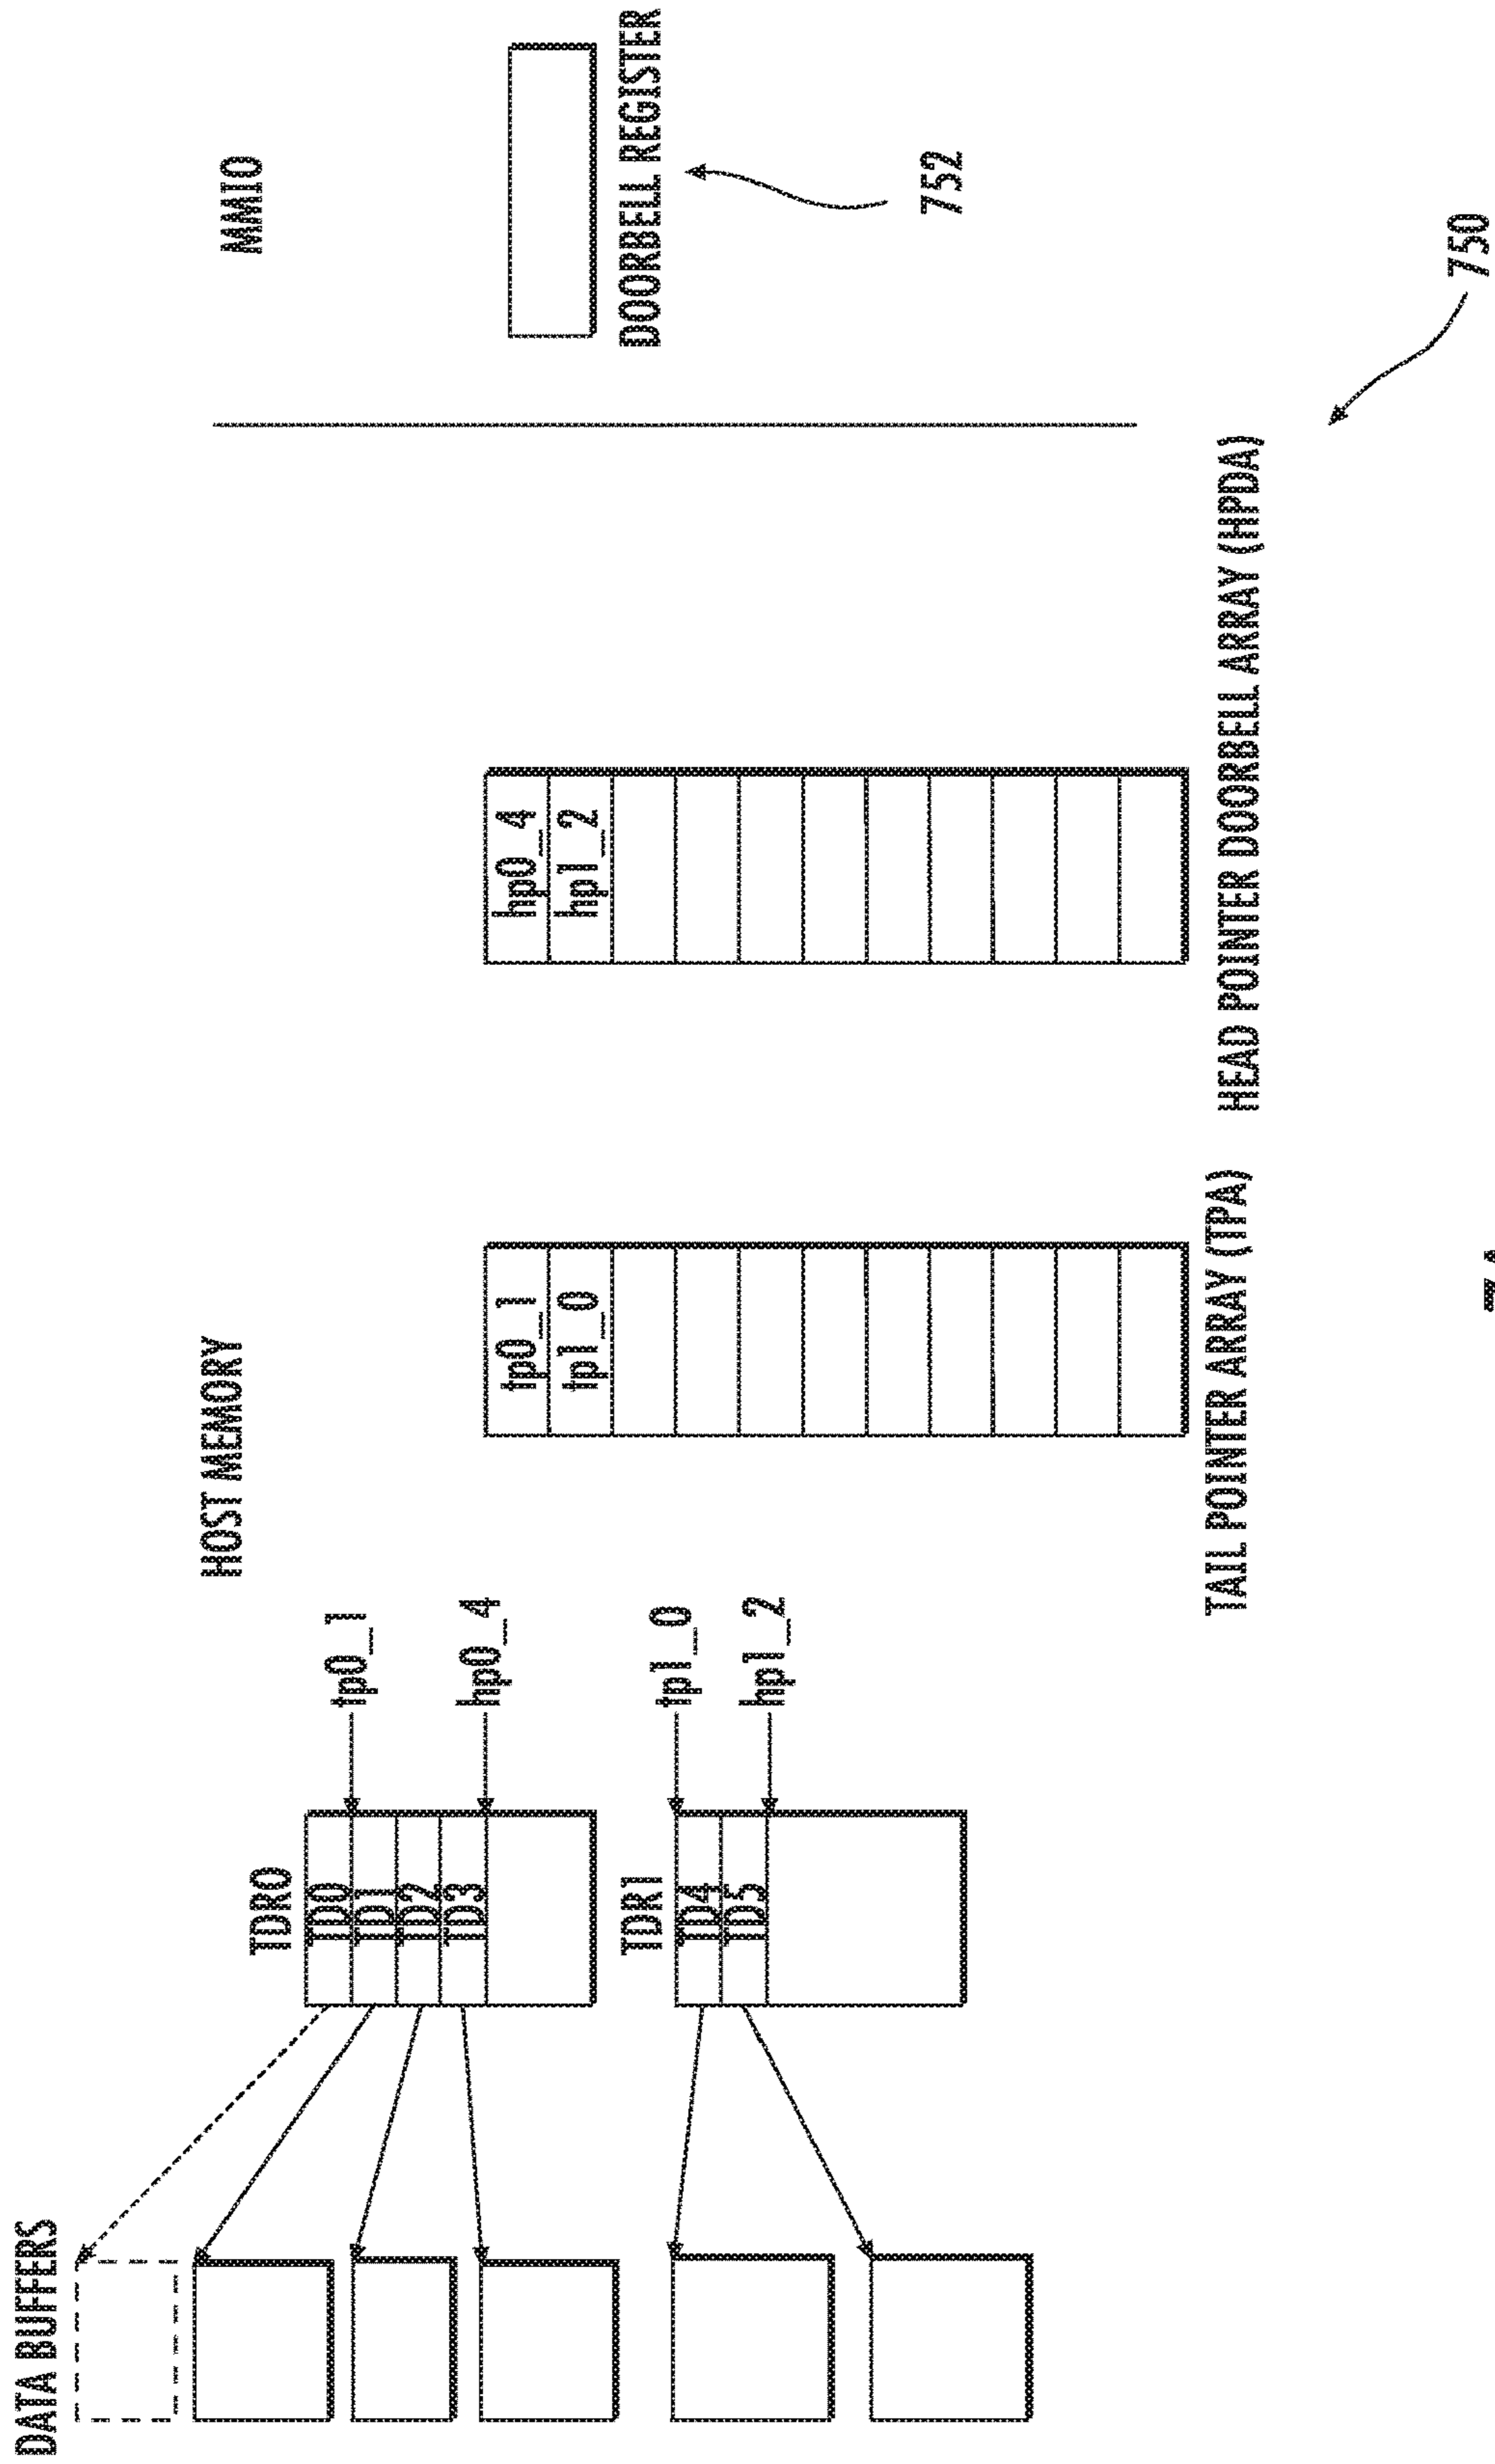 DATA BUFFERS
HOST MEMORY
MMIO
TDR0
TD0
TD1
TD2
TD3
tp0_1
hp0_4
TDR1
TD4
TD5
tp1_0
hp1_2
tp0_1
tp1_0
TAIL POINTER ARRAY (TPA)
hp0_4
hp1_2
HEAD POINTER DOORBELL ARRAY (HPDA)
DOORBELL REGISTER
752
750